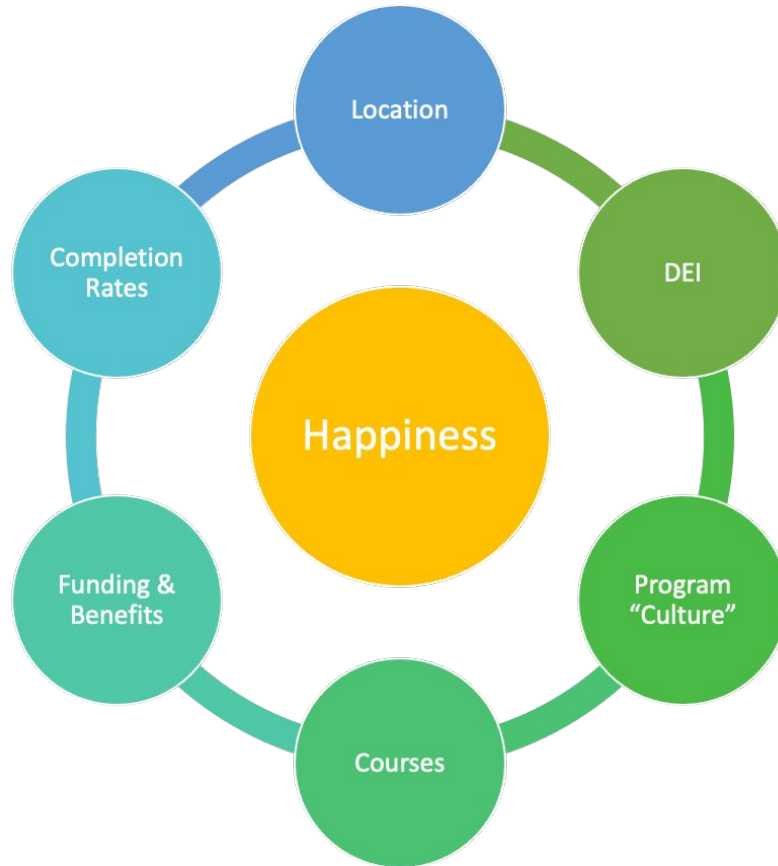 Location
DEI
Program
“Culture”
Courses
Funding &
Benefits
Completion
Rates
Happiness